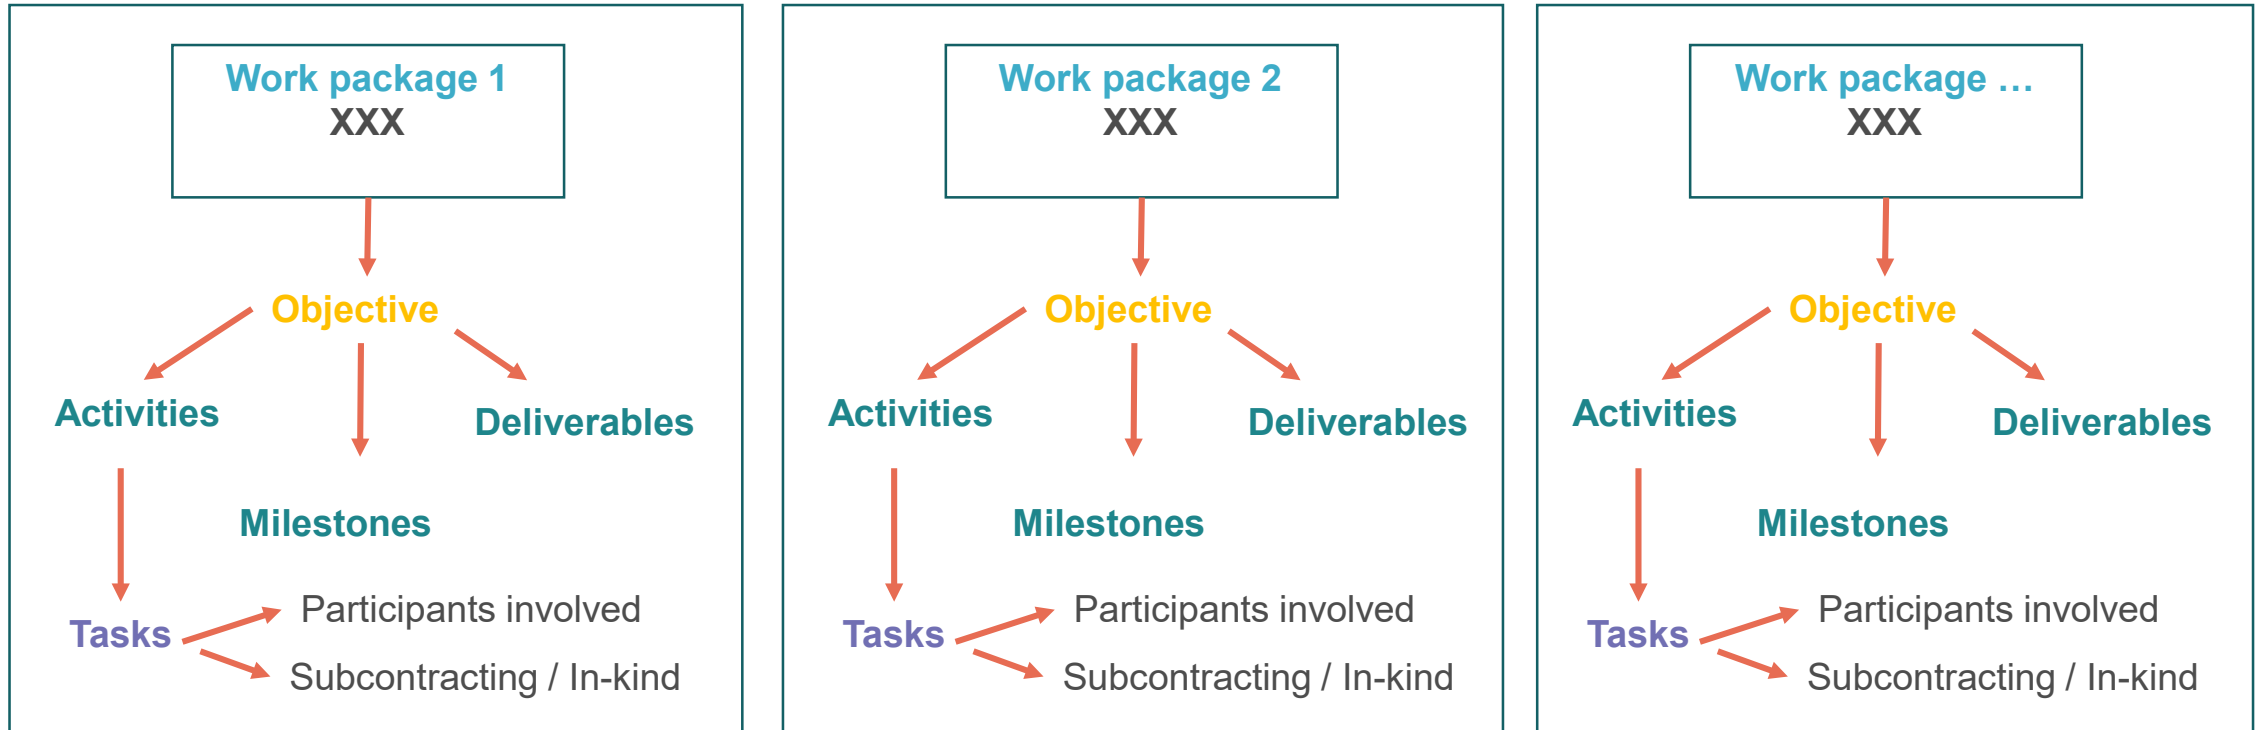 Work package 1
XXX
Objective
Activities
Deliverables
Milestones
Tasks
Participants involved
Subcontracting / In-kind
Work package 2
XXX
Objective
Activities
Deliverables
Milestones
Tasks
Participants involved
Subcontracting / In-kind
Work package …
XXX
Objective
Activities
Deliverables
Milestones
Tasks
Participants involved
Subcontracting / In-kind